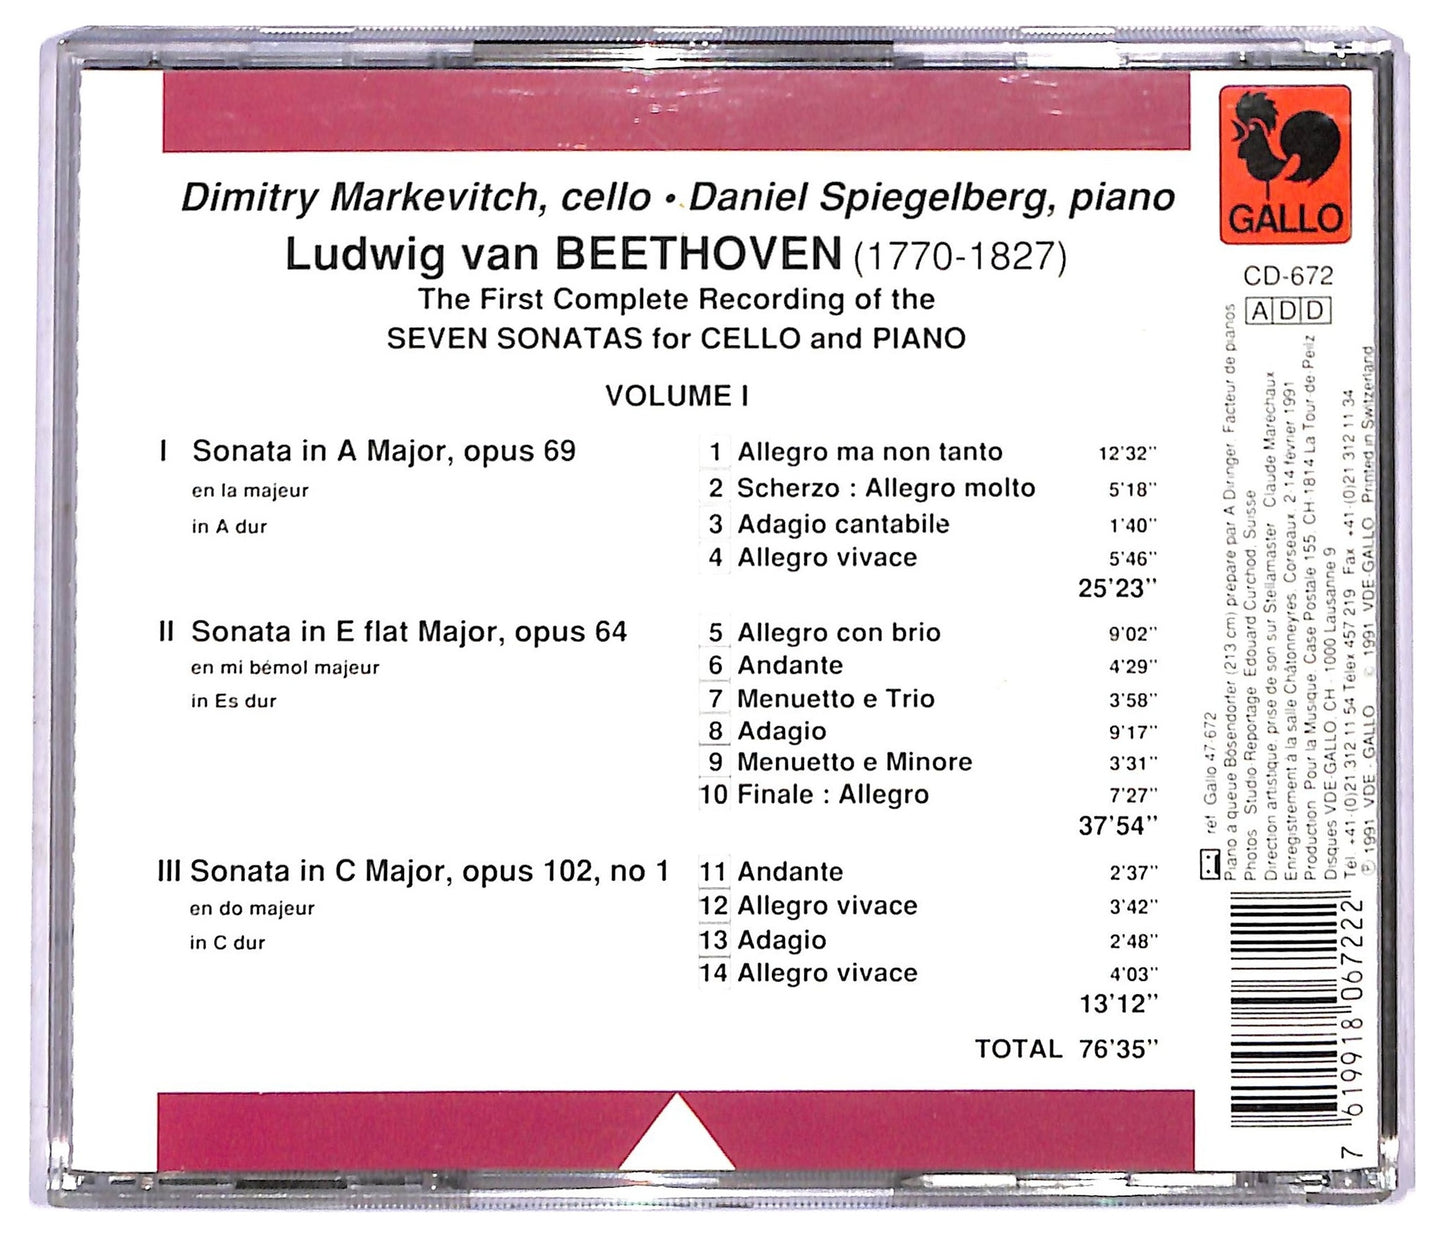 Dimitry Markevitch, cello • Daniel Spiegelberg, piano
Ludwig van BEETHOVEN (1770-1827)
The First Complete Recording of the
SEVEN SONATAS for CELLO and PIANO
VOLUME I
I Sonata in A Major, opus 69
en la majeur
in A dur
1 Allegro ma non tanto 12'32''
2 Scherzo : Allegro molto 5'18''
3 Adagio cantabile 1'40''
4 Allegro vivace 5'46''
25'23''
II Sonata in E flat Major, opus 64
en mi bémol majeur
in Es dur
5 Allegro con brio 9'02''
6 Andante 4'29''
7 Menuetto e Trio 3'58''
8 Adagio 9'17''
9 Menuetto e Minore 3'31''
10 Finale : Allegro 7'27''
37'54''
III Sonata in C Major, opus 102, no 1
en do majeur
in C dur
11 Andante 2'37''
12 Allegro vivace 3'42''
13 Adagio 2'48''
14 Allegro vivace 4'03''
13'12''
TOTAL 76'35''
GALLO
CD-672
ADD
ref Gallo 47-672
Piano a queue Bösendorfer (213 cm) prepare par A Diringer, Facteur de pianos
Photos Studio-Reportage Edouard Curchod, Suisse
Direction artistique, prise de son sur Stellamaster Claude Maréchaux
Enregistrement à la salle Châtonneyres, Corseaux, 2-14 février 1991
Production Pour la Musique, Case Postale 155, CH-1814 La Tour-de-Peilz
Disques VDE-GALLO, CH - 1000 Lausanne 9
Tel +41-(0)21 312 11 54 Telex 457 219 Fax +41-(0)21 312 11 34
℗ 1991 VDE - GALLO © 1991 VDE-GALLO Printed in Switzerland
7 619918 067222